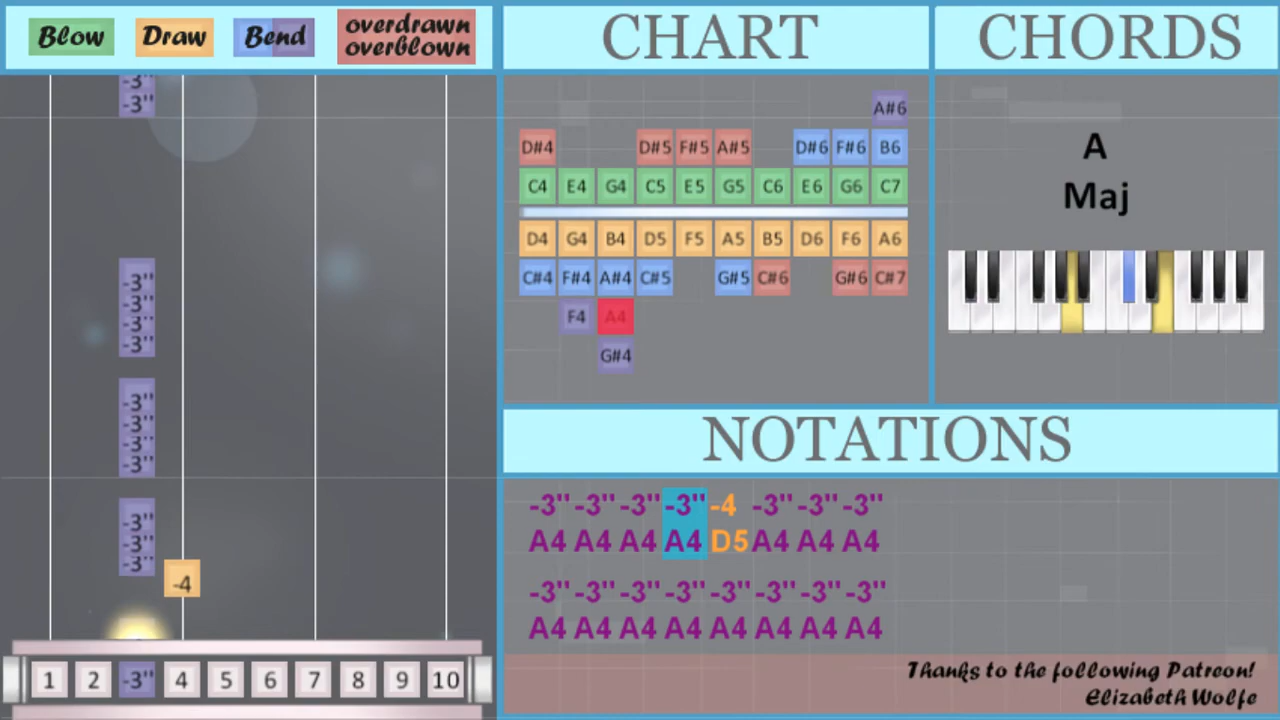 Blow Draw Bend overdrawn
overblown
CHART
CHORDS
-3"
-3"
-3"
-3"
-3"
-3"
-3"
-3"
-3"
-3"
-3"
-3"
-3"
-4
1 2 -3" 4 5 6 7 8 9 10
A#6
D#4 D#5 F#5 A#5 D#6 F#6 B6
C4 E4 G4 C5 E5 G5 C6 E6 G6 C7
D4 G4 B4 D5 F5 A5 B5 D6 F6 A6
C#4 F#4 A#4 C#5 G#5 C#6 G#6 C#7
F4 A4
G#4
A
Maj
NOTATIONS
-3" -3" -3" -3" -4 -3" -3" -3"
A4 A4 A4 A4 D5 A4 A4 A4
-3" -3" -3" -3" -3" -3" -3" -3"
A4 A4 A4 A4 A4 A4 A4 A4
Thanks to the following Patreon!
Elizabeth Wolfe